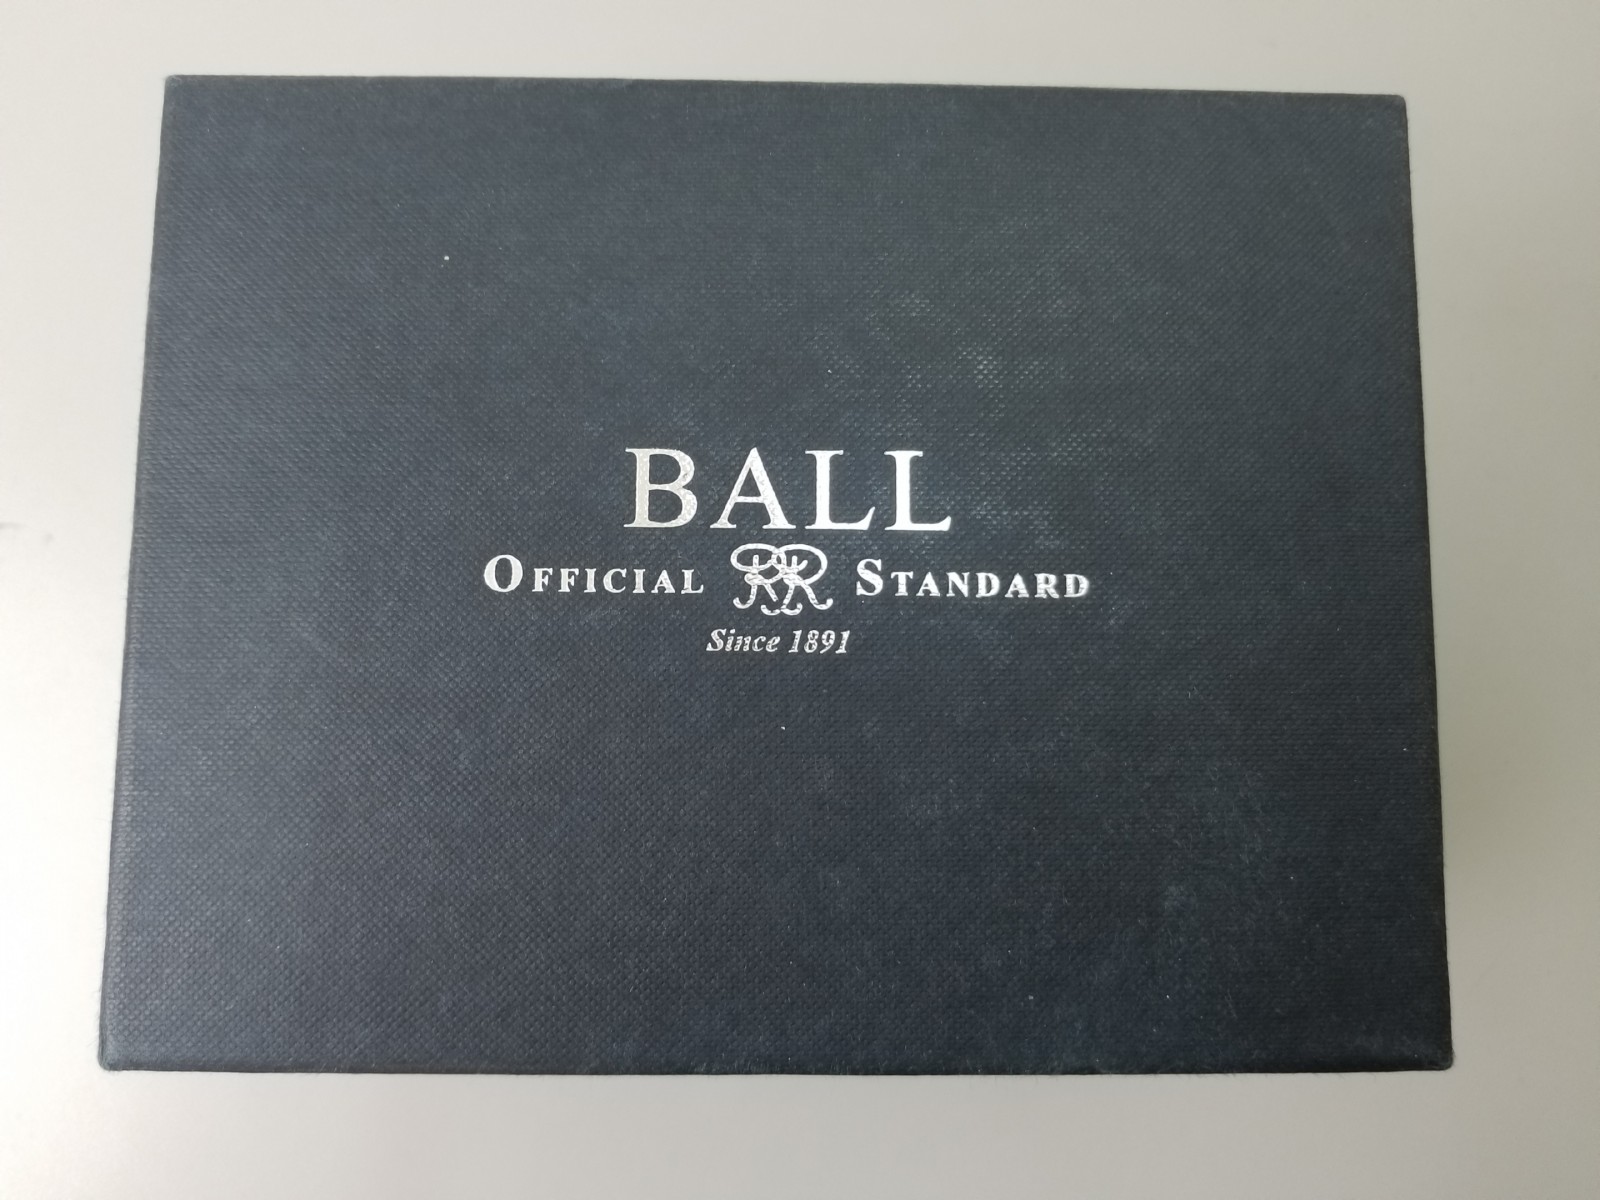 BALL
OFFICIAL RR STANDARD
Since 1891